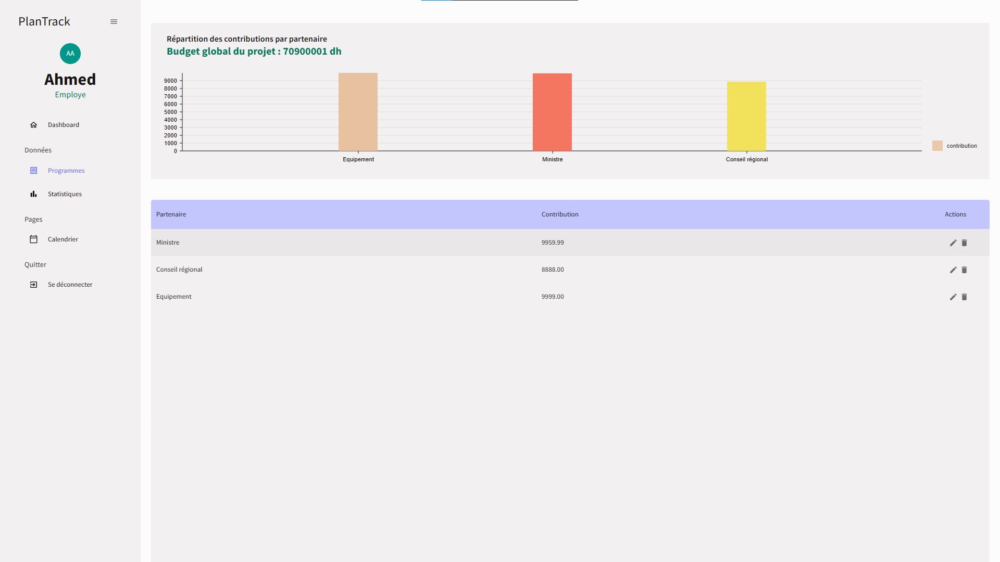 PlanTrack
AA
Ahmed
Employe
Dashboard
Données
Programmes
Statistiques
Pages
Calendrier
Quitter
Se déconnecter
Répartition des contributions par partenaire
Budget global du projet : 70900001 dh
9000
8000
7000
6000
5000
4000
3000
2000
1000
0
Equipement Ministre Conseil régional
contribution
Partenaire Contribution Actions
Ministre 9959.99
Conseil régional 8888.00
Equipement 9999.00